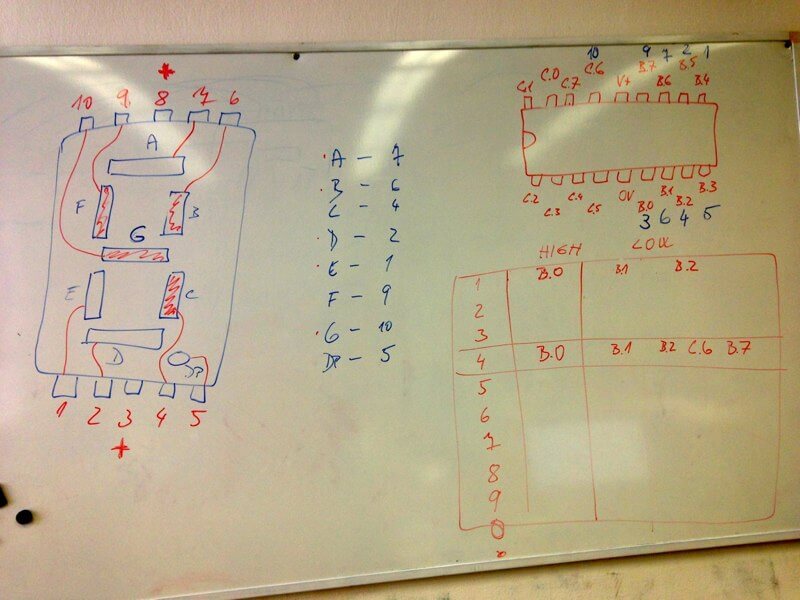 +
10 9 8 7 6
A
F B
G
E C
D DP
1 2 3 4 5
+
A - 7
B - 6
C - 4
D - 2
E - 1
F - 9
G - 10
DP - 5
10 9 7 2 1
C.1 C.0 C.7 C.6 V+ B.7 B.6 B.5 B.4
C.2 C.3 C.4 C.5 0V B.0 B.1 B.2 B.3
3 6 4 5
HIGH LOW
1 B.0 B.1 B.2
2
3
4 B.0 B.1 B.2 C.6 B.7
5
6
7
8
9
0